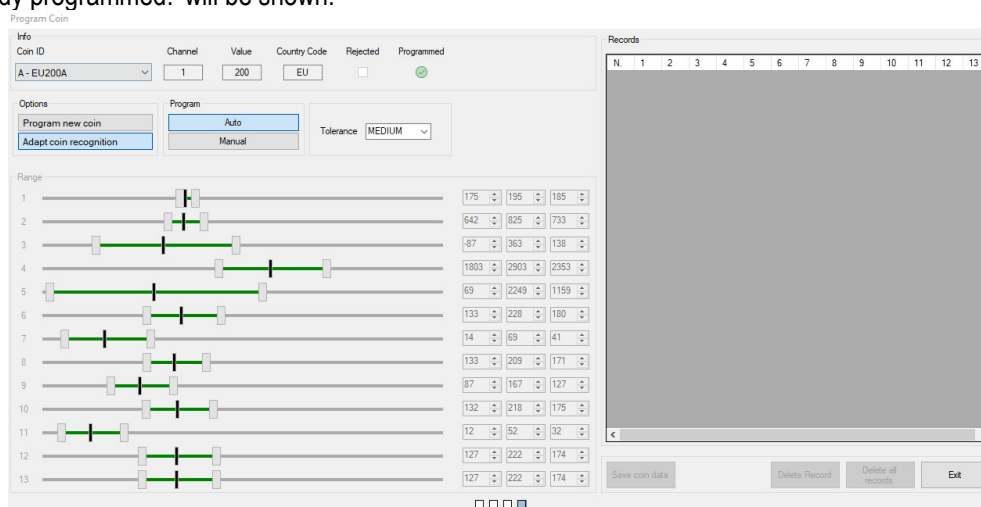 dy programmed. will be shown.
Program Coin
Info
Coin ID Channel Value Country Code Rejected Programmed
A - EU200A 1 200 EU
Options Program
Program new coin Auto
Adapt coin recognition Manual
Tolerance MEDIUM
Range
1 175 195 185
2 642 825 733
3 -87 363 138
4 1803 2903 2353
5 69 2249 1159
6 133 228 180
7 14 69 41
8 133 209 171
9 87 167 127
10 132 218 175
11 12 52 32
12 127 222 174
13 127 222 174
Records
N. 1 2 3 4 5 6 7 8 9 10 11 12 13
Save coin data Delete Record Delete all records Exit